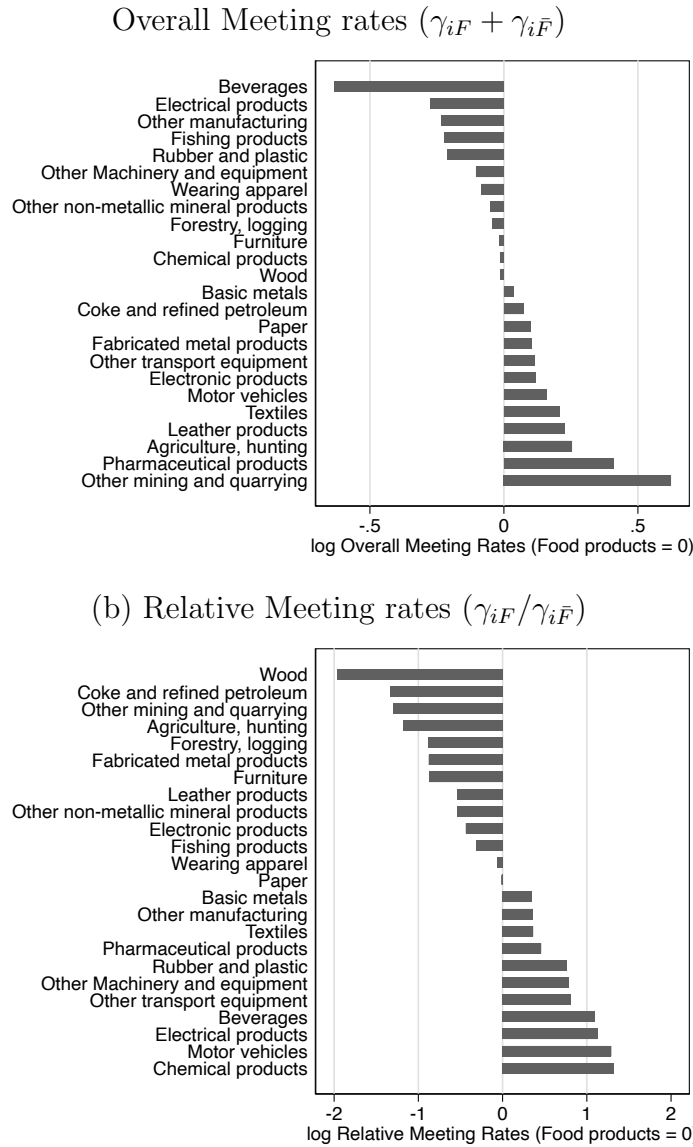 Overall Meeting rates (γ_{iF} + γ_{iF̄})
Beverages
Electrical products
Other manufacturing
Fishing products
Rubber and plastic
Other Machinery and equipment
Wearing apparel
Other non-metallic mineral products
Forestry, logging
Furniture
Chemical products
Wood
Basic metals
Coke and refined petroleum
Paper
Fabricated metal products
Other transport equipment
Electronic products
Motor vehicles
Textiles
Leather products
Agriculture, hunting
Pharmaceutical products
Other mining and quarrying
-.5 0 .5
log Overall Meeting Rates (Food products = 0)
(b) Relative Meeting rates (γ_{iF}/γ_{iF̄})
Wood
Coke and refined petroleum
Other mining and quarrying
Agriculture, hunting
Forestry, logging
Fabricated metal products
Furniture
Leather products
Other non-metallic mineral products
Electronic products
Fishing products
Wearing apparel
Paper
Basic metals
Other manufacturing
Textiles
Pharmaceutical products
Rubber and plastic
Other Machinery and equipment
Other transport equipment
Beverages
Electrical products
Motor vehicles
Chemical products
-2 -1 0 1 2
log Relative Meeting Rates (Food products = 0